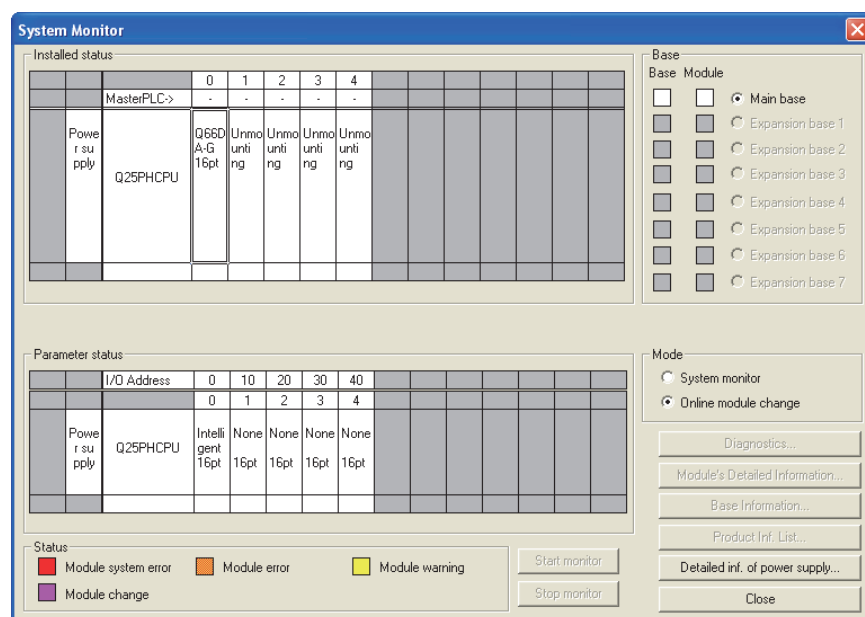 System Monitor
Installed status
0 1 2 3 4
MasterPLC-> - - - - -
Powe
r su
pply
Q25PHCPU
Q66D
A-G
16pt
Unmo
unti
ng
Unmo
unti
ng
Unmo
unti
ng
Unmo
unti
ng
Base
Base Module
Main base
Expansion base 1
Expansion base 2
Expansion base 3
Expansion base 4
Expansion base 5
Expansion base 6
Expansion base 7
Parameter status
I/O Address 0 10 20 30 40
0 1 2 3 4
Powe
r su
pply
Q25PHCPU
Intelli
gent
16pt
None
16pt
None
16pt
None
16pt
None
16pt
Mode
System monitor
Online module change
Diagnostics...
Module's Detailed Information...
Base Information...
Product Inf. List...
Detailed inf. of power supply...
Close
Status
Module system error
Module error
Module warning
Module change
Start monitor
Stop monitor